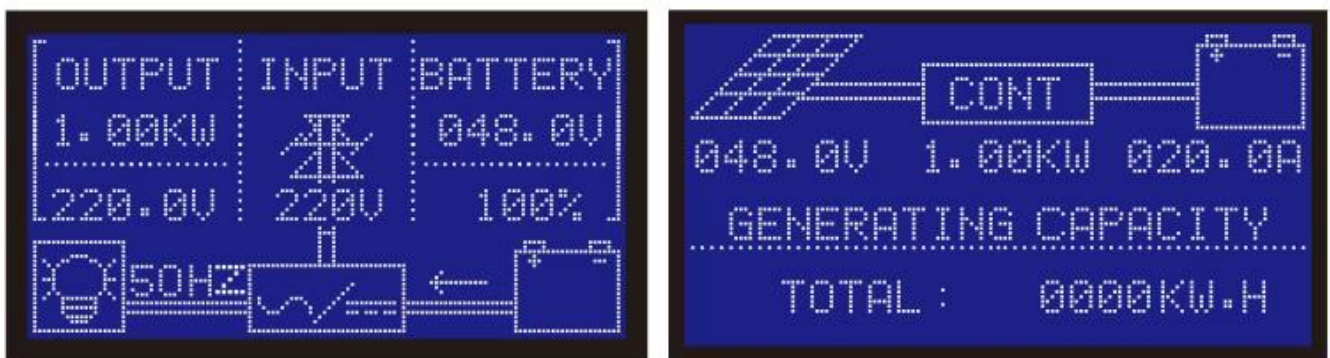 OUTPUT INPUT BATTERY
1.00KW 048.0V
220.0V 220V 100%
50HZ
CONT
048.0V 1.00KW 020.0A
GENERATING CAPACITY
TOTAL: 0000KW.H